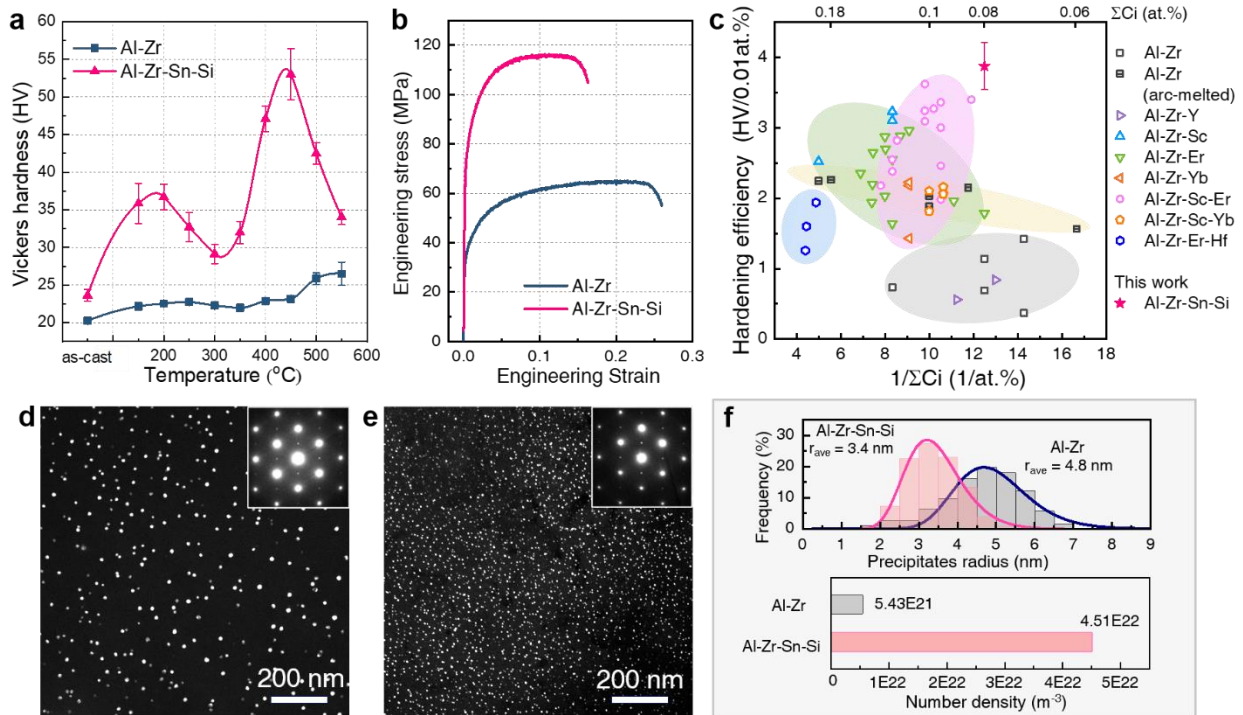 a
Al-Zr
Al-Zr-Sn-Si
Vickers hardness (HV)
60
55
50
45
40
35
30
25
20
as-cast
100
200
300
400
500
600
Temperature (°C)
b
Engineering stress (MPa)
120
100
80
60
40
20
0
Al-Zr
Al-Zr-Sn-Si
0.0
0.1
0.2
0.3
Engineering Strain
c
0.18
0.1
0.08
0.06
ΣCi (at.%)
Hardening efficiency (HV/0.01at.%)
4
3
2
1
0
4
6
8
10
12
14
16
18
1/ΣCi (1/at.%)
Al-Zr
Al-Zr
(arc-melted)
Al-Zr-Y
Al-Zr-Sc
Al-Zr-Er
Al-Zr-Yb
Al-Zr-Sc-Er
Al-Zr-Sc-Yb
Al-Zr-Er-Hf
This work
Al-Zr-Sn-Si
d
200 nm
e
200 nm
f
Frequency (%)
30
20
10
0
Al-Zr-Sn-Si
rave = 3.4 nm
Al-Zr
rave = 4.8 nm
0
1
2
3
4
5
6
7
8
9
Precipitates radius (nm)
Al-Zr
5.43E21
4.51E22
Al-Zr-Sn-Si
0
1E22
2E22
3E22
4E22
5E22
Number density (m-3)